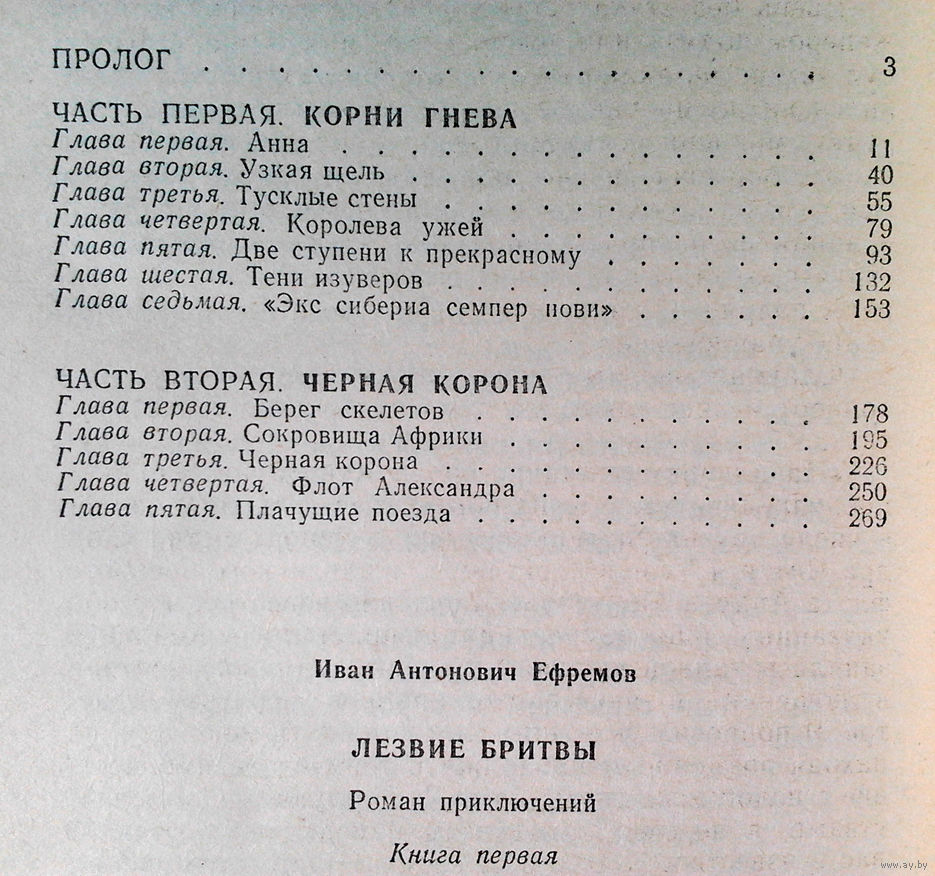 ПРОЛОГ . . . . . . . . . . . . . . . . . . . 3
ЧАСТЬ ПЕРВАЯ. КОРНИ ГНЕВА
Глава первая. Анна . . . . . . . . . . . . . . 11
Глава вторая. Узкая щель . . . . . . . . . . . . 40
Глава третья. Тусклые стены . . . . . . . . . . . 55
Глава четвертая. Королева ужей . . . . . . . . . 79
Глава пятая. Две ступени к прекрасному . . . . . . 93
Глава шестая. Тени изуверов . . . . . . . . . . . 132
Глава седьмая. «Экс сибериа семпер нови» . . . . . . 153
ЧАСТЬ ВТОРАЯ. ЧЕРНАЯ КОРОНА
Глава первая. Берег скелетов . . . . . . . . . . 178
Глава вторая. Сокровища Африки . . . . . . . . . 195
Глава третья. Черная корона . . . . . . . . . . . 226
Глава четвертая. Флот Александра . . . . . . . . 250
Глава пятая. Плачущие поезда . . . . . . . . . . 269
Иван Антонович Ефремов
ЛЕЗВИЕ БРИТВЫ
Роман приключений
Книга первая
www.ay.by